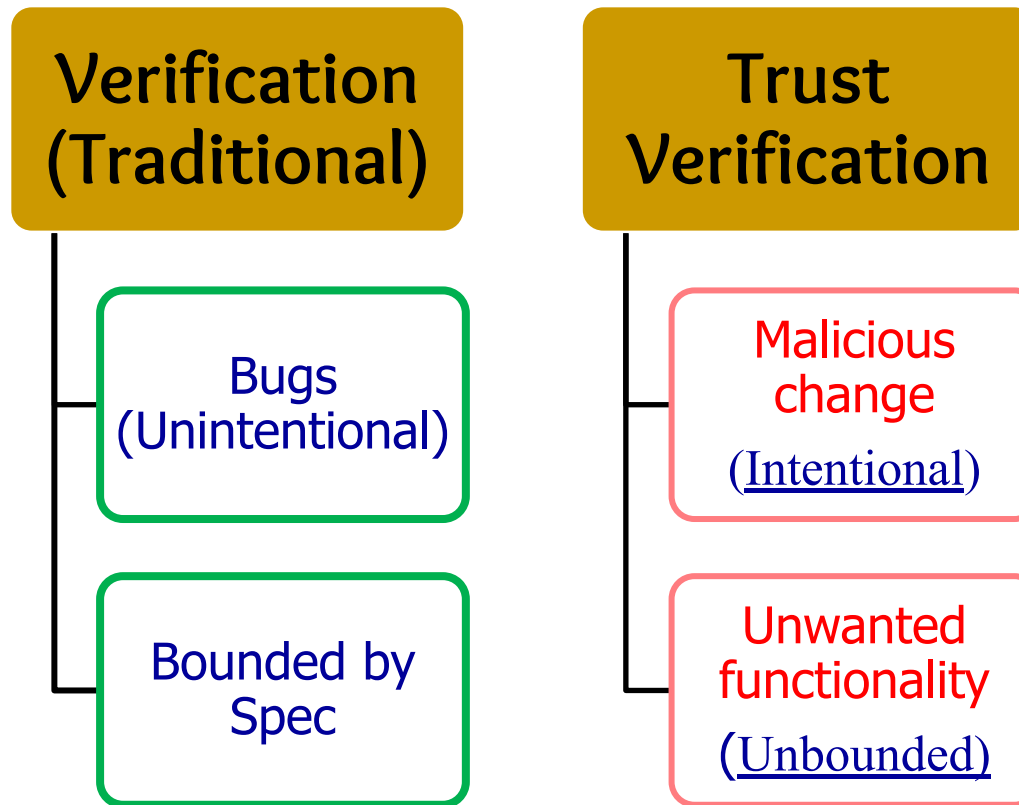 Verification
(Traditional)
Bugs
(Unintentional)
Bounded by
Spec
Trust
Verification
Malicious
change
(Intentional)
Unwanted
functionality
(Unbounded)